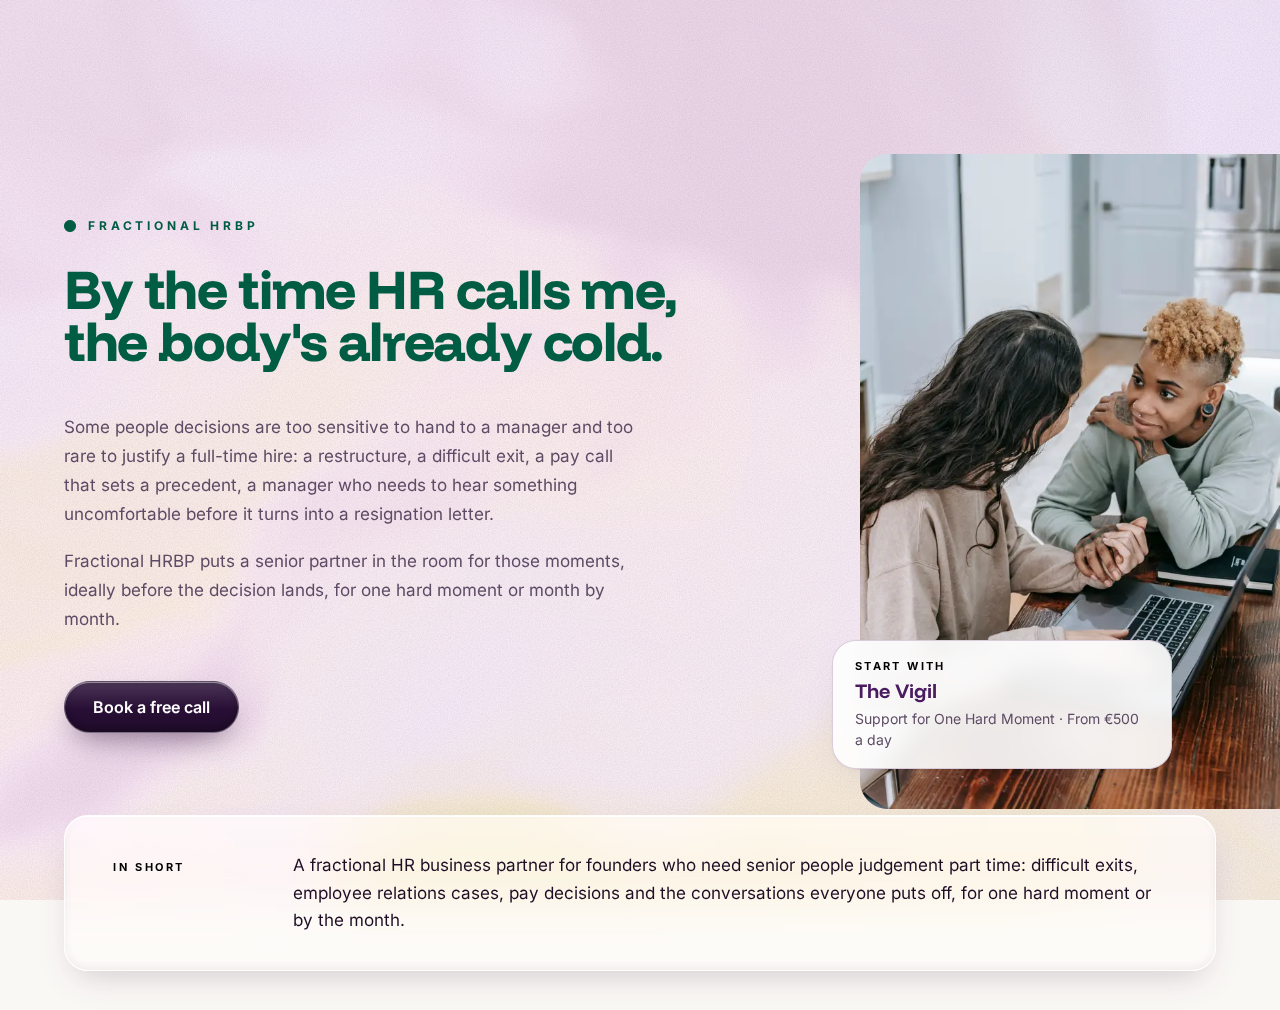 FRACTIONAL HRBP
By the time HR calls me,
the body's already cold.
Some people decisions are too sensitive to hand to a manager and too
rare to justify a full-time hire: a restructure, a difficult exit, a pay call
that sets a precedent, a manager who needs to hear something
uncomfortable before it turns into a resignation letter.
Fractional HRBP puts a senior partner in the room for those moments,
ideally before the decision lands, for one hard moment or month by
month.
Book a free call
START WITH
The Vigil
Support for One Hard Moment · From €500
a day
IN SHORT
A fractional HR business partner for founders who need senior people judgement part time: difficult exits,
employee relations cases, pay decisions and the conversations everyone puts off, for one hard moment or
by the month.